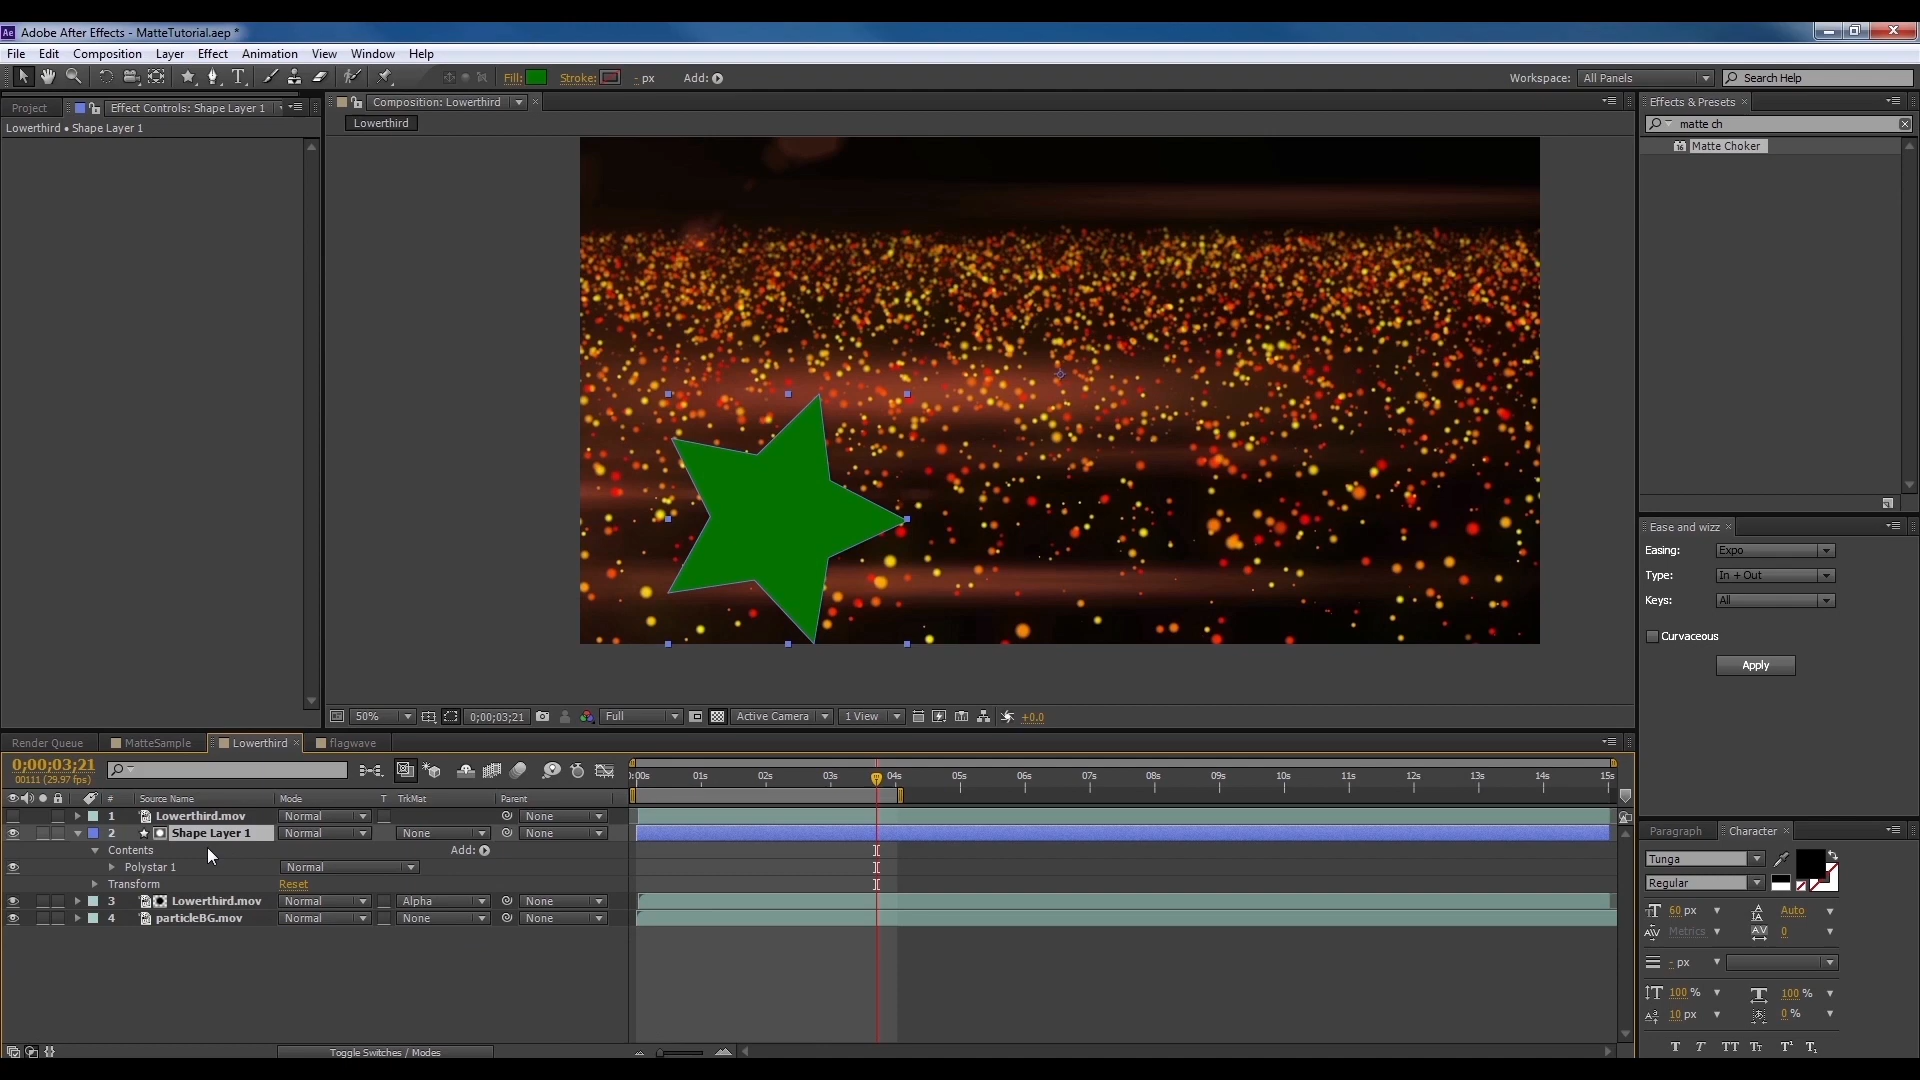 Ae Adobe After Effects - MatteTutorial.aep *
File Edit Composition Layer Effect Animation View Window Help
Fill: Stroke: - px Add: Workspace: All Panels Search Help
Project Effect Controls: Shape Layer 1 Composition: Lowerthird × Effects & Presets ×
Lowerthird • Shape Layer 1 Lowerthird matte ch
Matte Choker
Ease and wizz ×
Easing: Expo
Type: In + Out
Keys: All
Curvaceous
Apply
50% 0;00;03;21 Full Active Camera 1 View +0.0
Render Queue MatteSample Lowerthird × flagwave
0;00;03;21
00111 (29.97 fps)
0:00s 01s 02s 03s 04s 05s 06s 07s 08s 09s 10s 11s 12s 13s 14s 15s
# Source Name Mode T TrkMat Parent
1 Lowerthird.mov Normal None
2 Shape Layer 1 Normal None None
Contents Add:
Polystar 1 Normal
Transform Reset
3 Lowerthird.mov Normal Alpha None
4 particleBG.mov Normal None None
Toggle Switches / Modes
Paragraph Character ×
Tunga
Regular
60 px Auto
Metrics 0
- px
100 % 100 %
10 px 0 %
T T TT Tt T¹ T₁